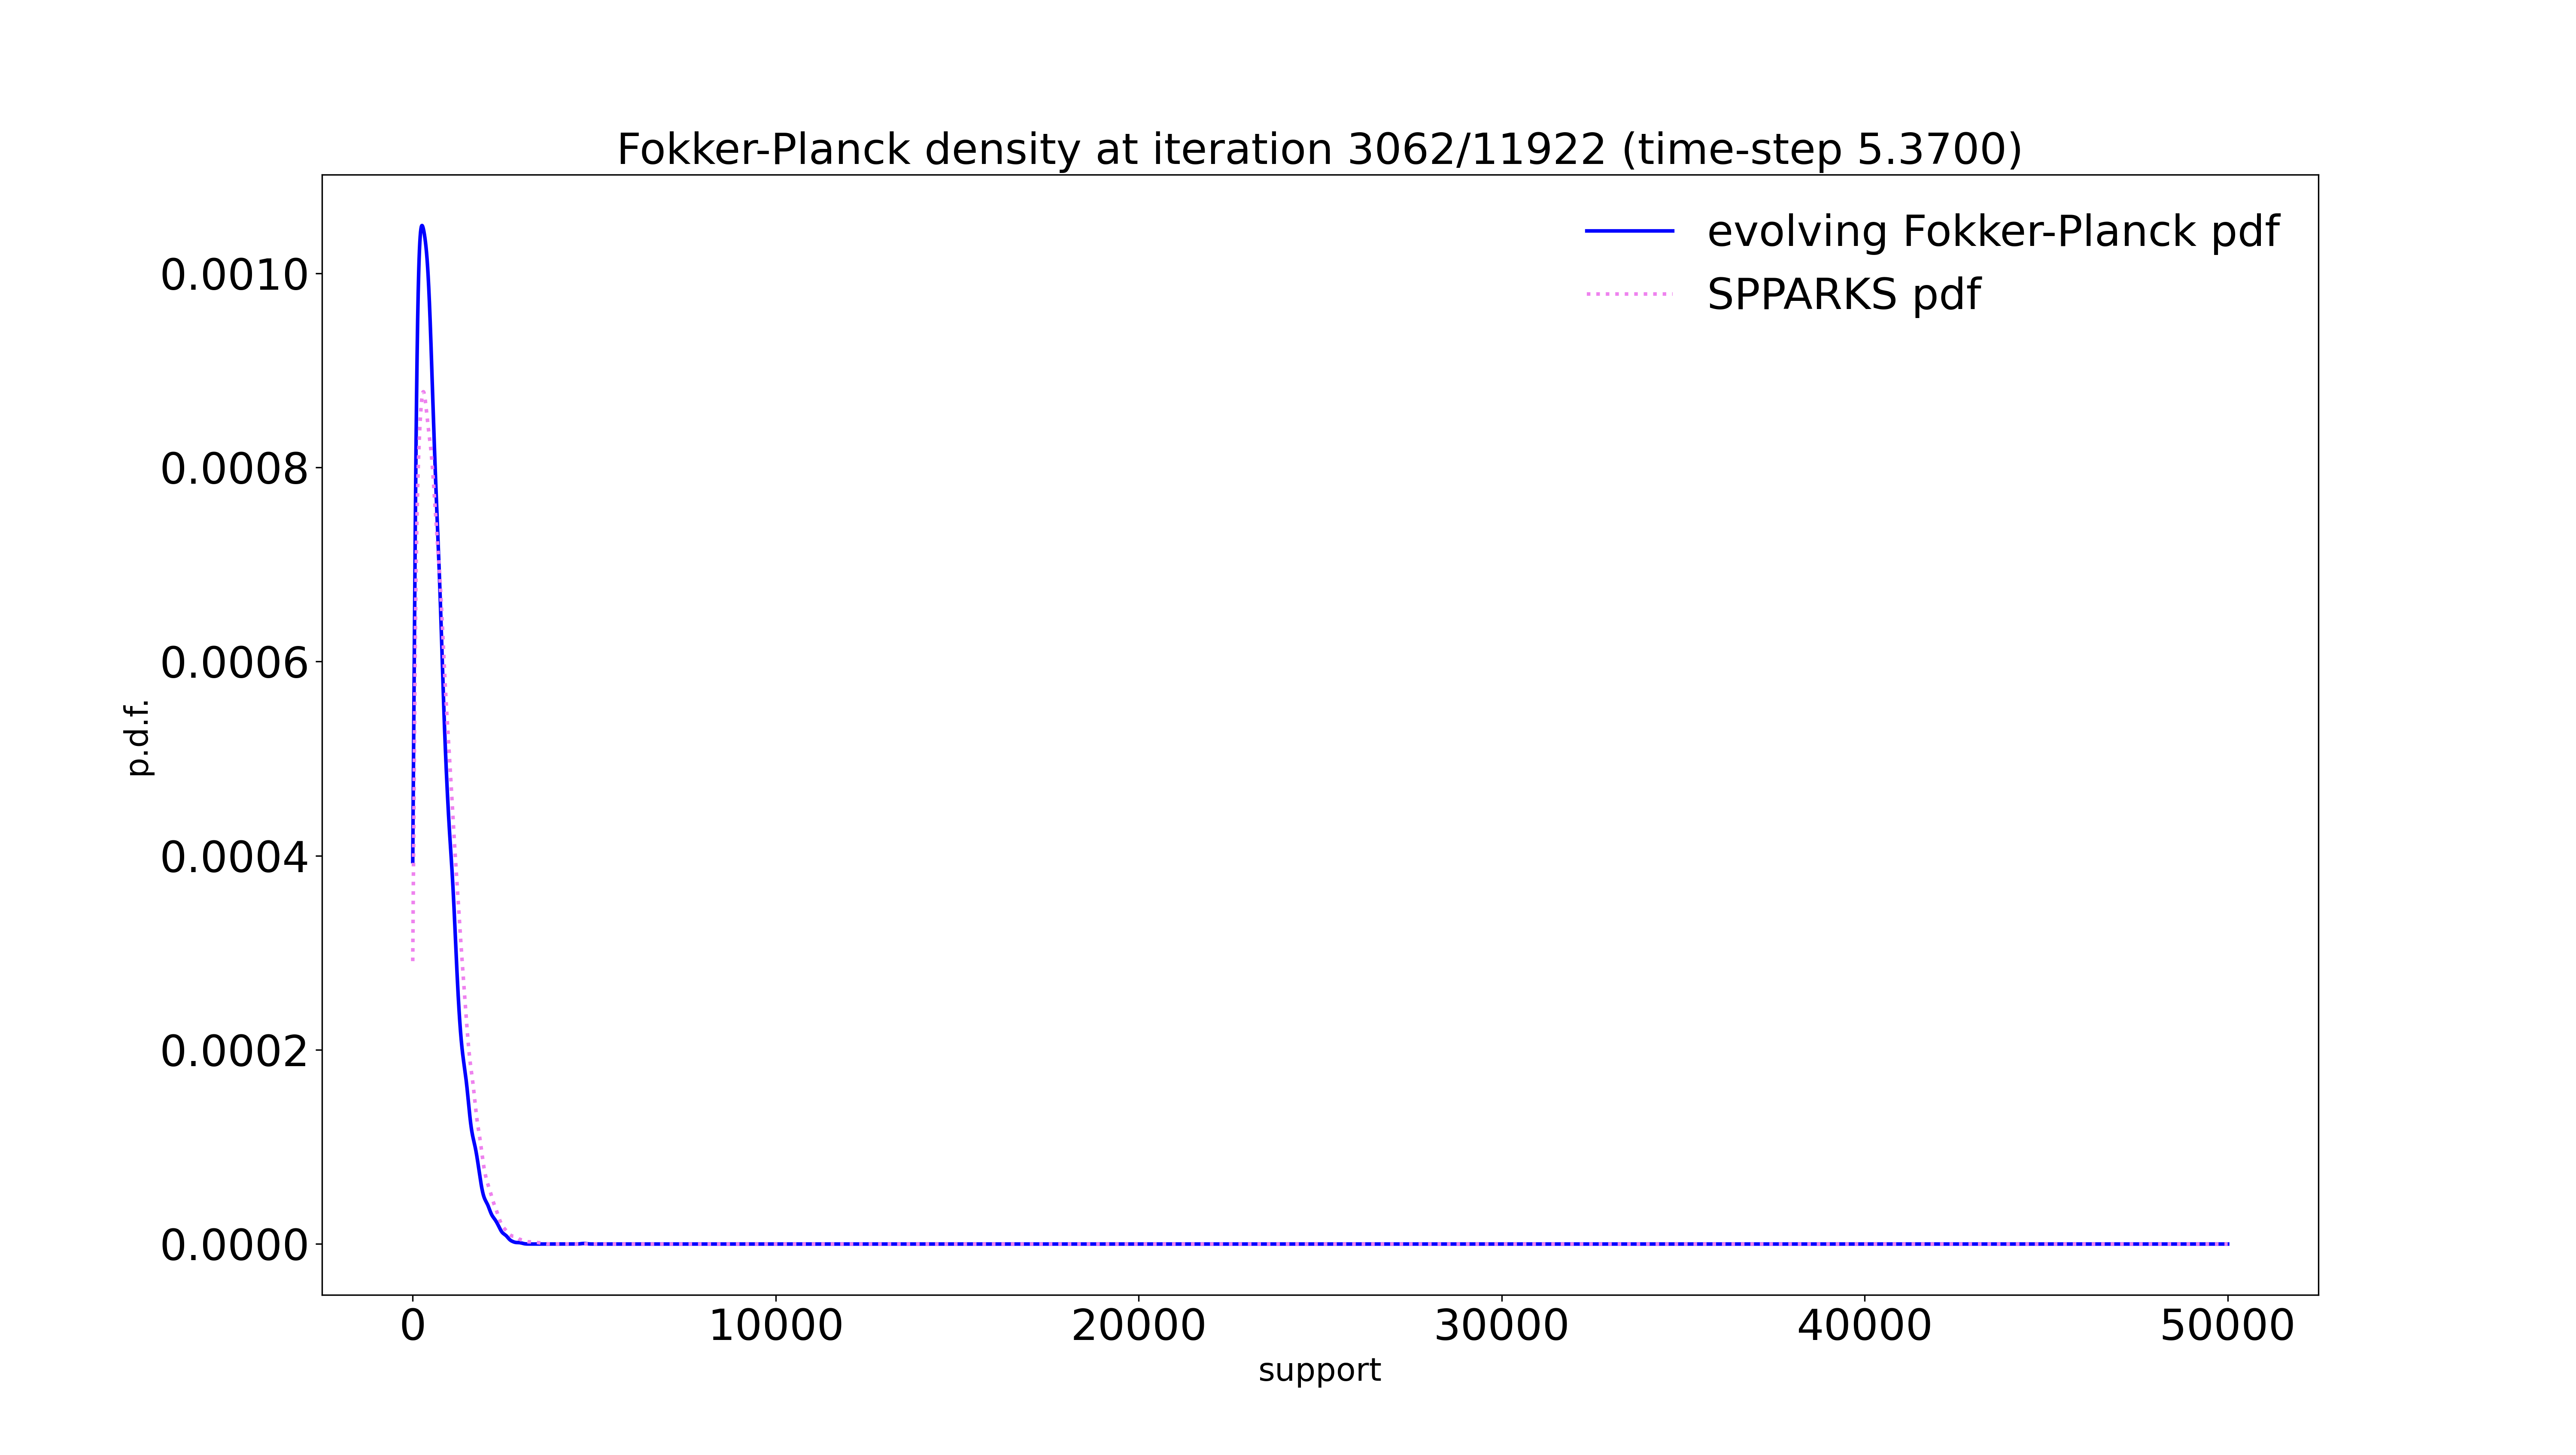 Fokker-Planck density at iteration 3062/11922 (time-step 5.3700)
evolving Fokker-Planck pdf
SPPARKS pdf
p.d.f.
0.0010
0.0008
0.0006
0.0004
0.0002
0.0000
0 10000 20000 30000 40000 50000
support